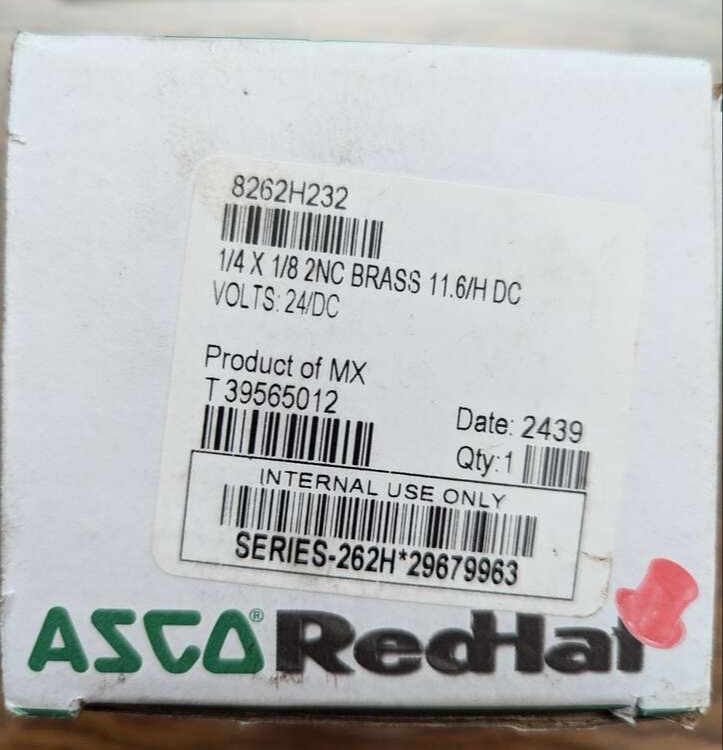 8262H232
1/4 X 1/8 2NC BRASS 11.6/H DC
VOLTS: 24/DC
Product of MX
T 39565012
Date: 2439
Qty:1
INTERNAL USE ONLY
SERIES-262H*29679963
ASCO® RedHat